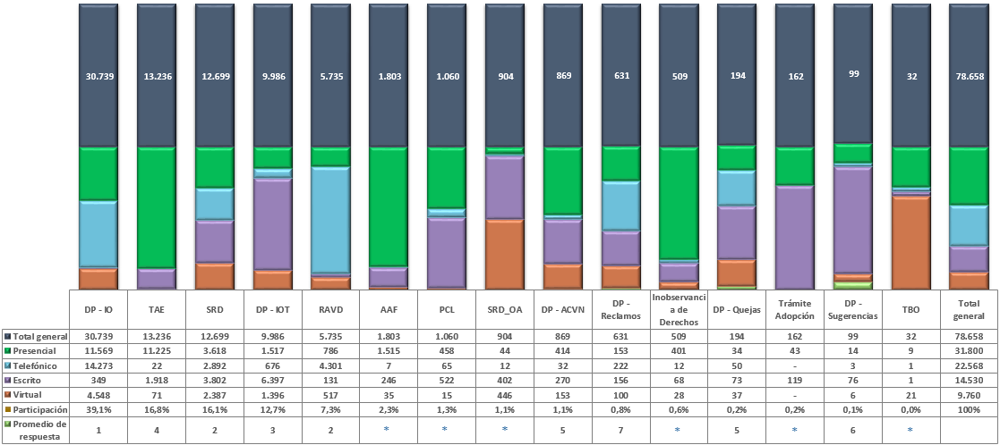 30.739 13.236 12.699 9.986 5.735 1.803 1.060 904 869 631 509 194 162 99 32 78.658
DP - IO TAE SRD DP - IOT RAVD AAF PCL SRD_OA DP - ACVN DP - Reclamos Inobservancia de Derechos DP - Quejas Trámite Adopción DP - Sugerencias TBO Total general
Total general 30.739 13.236 12.699 9.986 5.735 1.803 1.060 904 869 631 509 194 162 99 32 78.658
Presencial 11.569 11.225 3.618 1.517 786 1.515 458 44 414 153 401 34 43 14 9 31.800
Telefónico 14.273 22 2.892 676 4.301 7 65 12 32 222 12 50 - 3 1 22.568
Escrito 349 1.918 3.802 6.397 131 246 522 402 270 156 68 73 119 76 1 14.530
Virtual 4.548 71 2.387 1.396 517 35 15 446 153 100 28 37 - 6 21 9.760
Participación 39,1% 16,8% 16,1% 12,7% 7,3% 2,3% 1,3% 1,1% 1,1% 0,8% 0,6% 0,2% 0,2% 0,1% 0,0% 100%
Promedio de respuesta 1 4 2 3 2 * * * 5 7 * 5 * 6 *